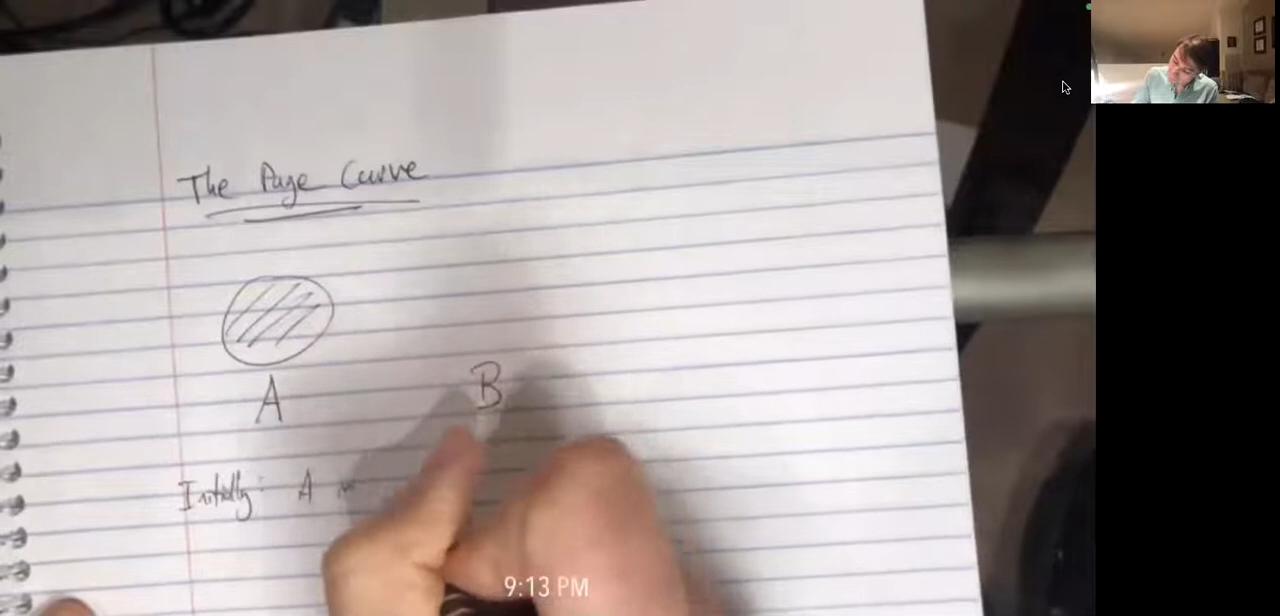 The Page Curve
A
B
Initially: A
9:13 PM